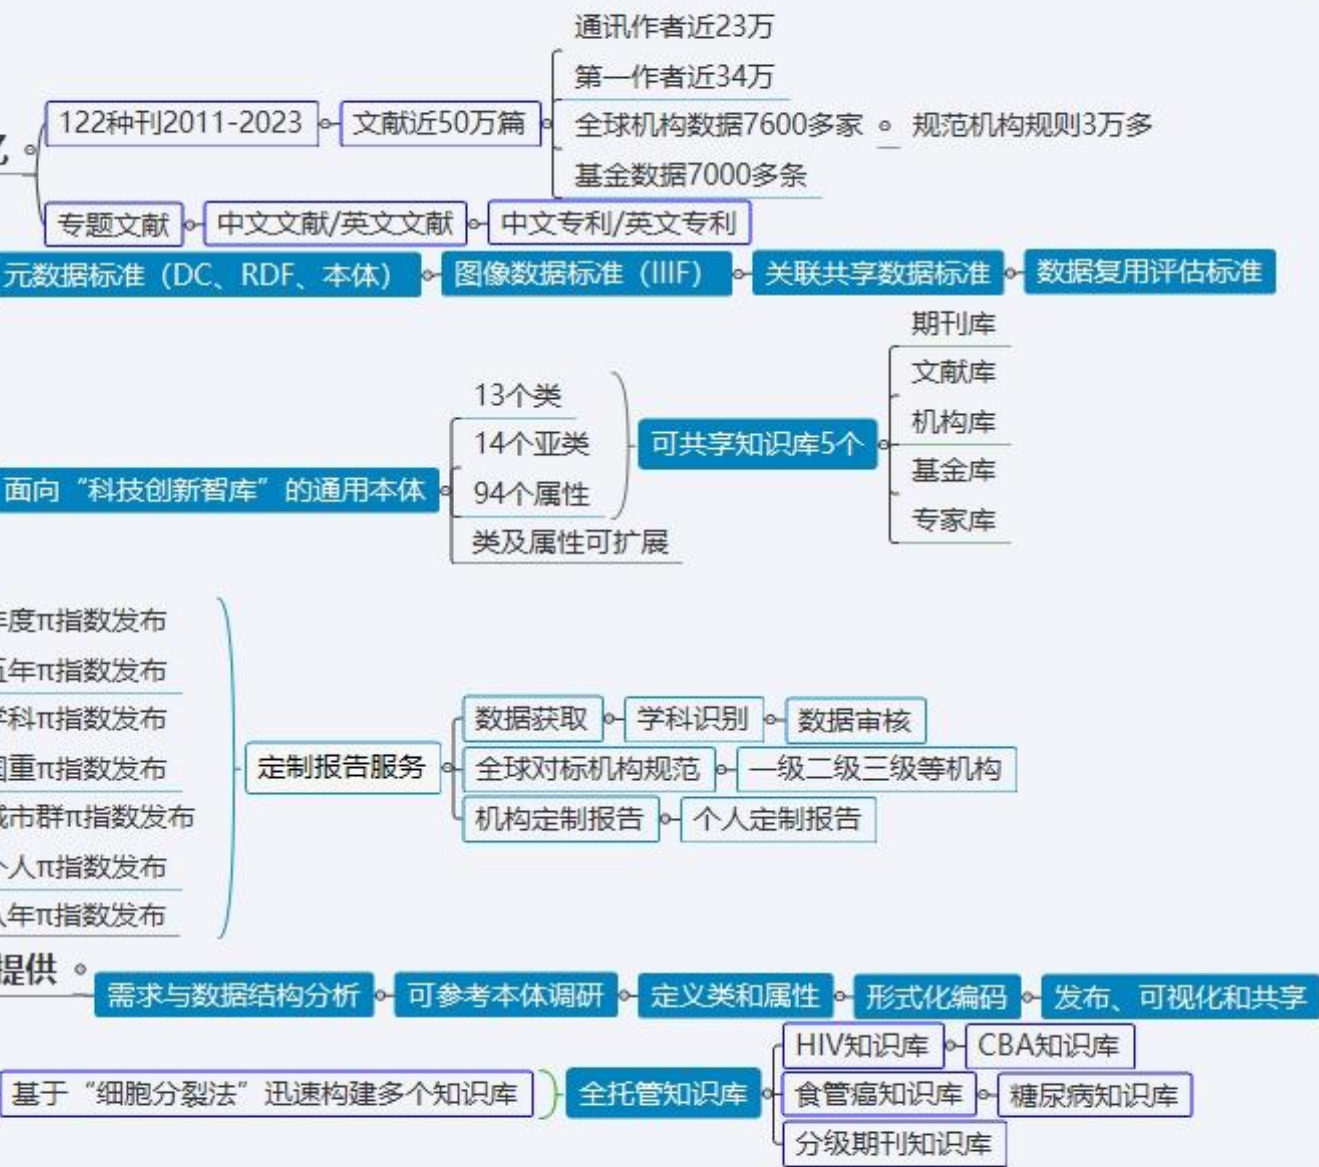 通讯作者近23万
第一作者近34万
122种刊2011-2023 文献近50万篇 全球机构数据7600多家 规范机构规则3万多
基金数据7000多条
专题文献 中文文献/英文文献 中文专利/英文专利
元数据标准（DC、RDF、本体） 图像数据标准（IIIF） 关联共享数据标准 数据复用评估标准
期刊库
文献库
13个类
机构库
14个亚类 可共享知识库5个
基金库
面向“科技创新智库”的通用本体 94个属性
专家库
类及属性可扩展
年度π指数发布
五年π指数发布
学科π指数发布 数据获取 学科识别 数据审核
国重π指数发布 定制报告服务 全球对标机构规范 一级二级三级等机构
城市群π指数发布 机构定制报告 个人定制报告
个人π指数发布
年π指数发布
提供
需求与数据结构分析 可参考本体调研 定义类和属性 形式化编码 发布、可视化和共享
HIV知识库 CBA知识库
基于“细胞分裂法”迅速构建多个知识库 全托管知识库 食管癌知识库 糖尿病知识库
分级期刊知识库